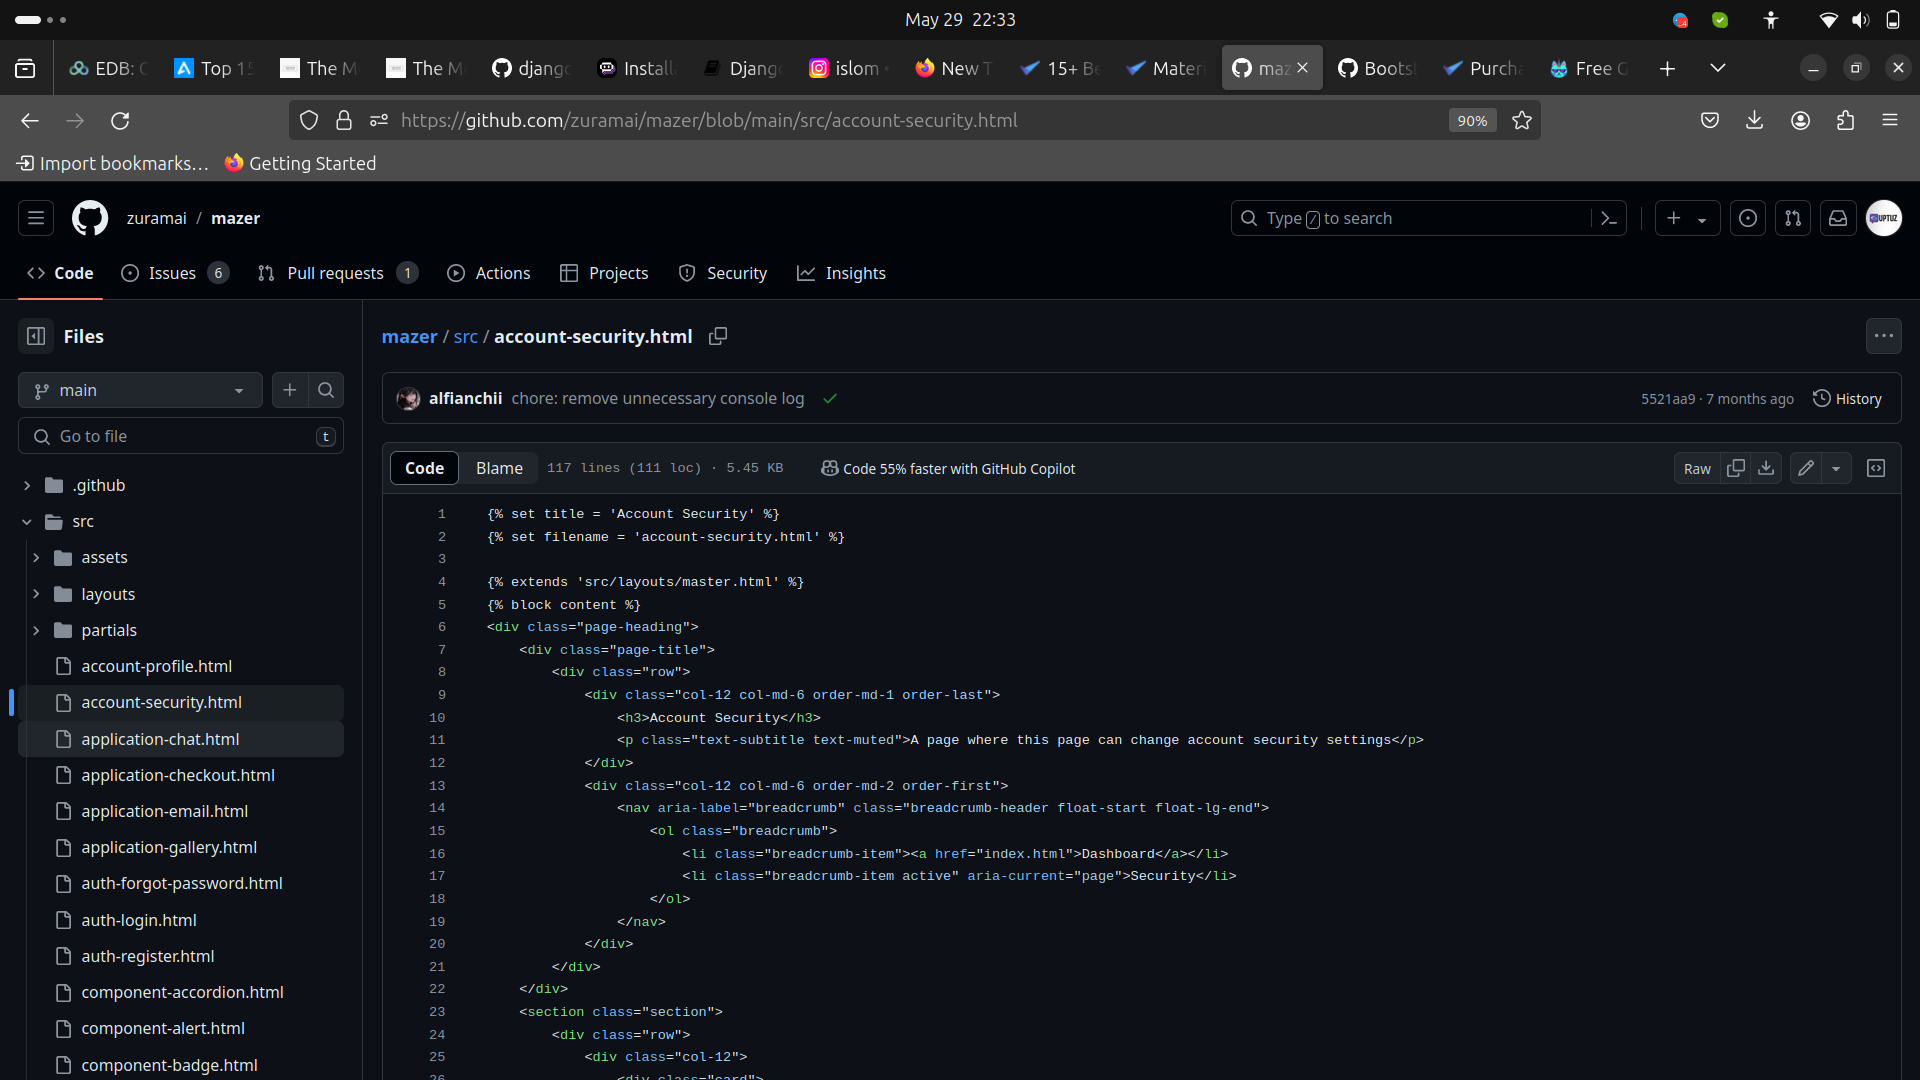 May 29 22:33
EDB:
Top 15
The M
The M
djang
Install
Djang
islom
New T
15+ Be
Materi
maz
Boots
Purch
Free
https://github.com/zuramai/mazer/blob/main/src/account-security.html
90%
Import bookmarks...
Getting Started
zuramai / mazer
Type / to search
UPTUZ
Code
Issues 6
Pull requests 1
Actions
Projects
Security
Insights
Files
main
Go to file
t
.github
src
assets
layouts
partials
account-profile.html
account-security.html
application-chat.html
application-checkout.html
application-email.html
application-gallery.html
auth-forgot-password.html
auth-login.html
auth-register.html
component-accordion.html
component-alert.html
component-badge.html
mazer / src / account-security.html
alfianchii chore: remove unnecessary console log
5521aa9 · 7 months ago
History
Code
Blame
117 lines (111 loc) · 5.45 KB
Code 55% faster with GitHub Copilot
Raw
1 {% set title = 'Account Security' %}
2 {% set filename = 'account-security.html' %}
3
4 {% extends 'src/layouts/master.html' %}
5 {% block content %}
6 <div class="page-heading">
7 <div class="page-title">
8 <div class="row">
9 <div class="col-12 col-md-6 order-md-1 order-last">
10 <h3>Account Security</h3>
11 <p class="text-subtitle text-muted">A page where this page can change account security settings</p>
12 </div>
13 <div class="col-12 col-md-6 order-md-2 order-first">
14 <nav aria-label="breadcrumb" class="breadcrumb-header float-start float-lg-end">
15 <ol class="breadcrumb">
16 <li class="breadcrumb-item"><a href="index.html">Dashboard</a></li>
17 <li class="breadcrumb-item active" aria-current="page">Security</li>
18 </ol>
19 </nav>
20 </div>
21 </div>
22 </div>
23 <section class="section">
24 <div class="row">
25 <div class="col-12">
26 <div class="card">